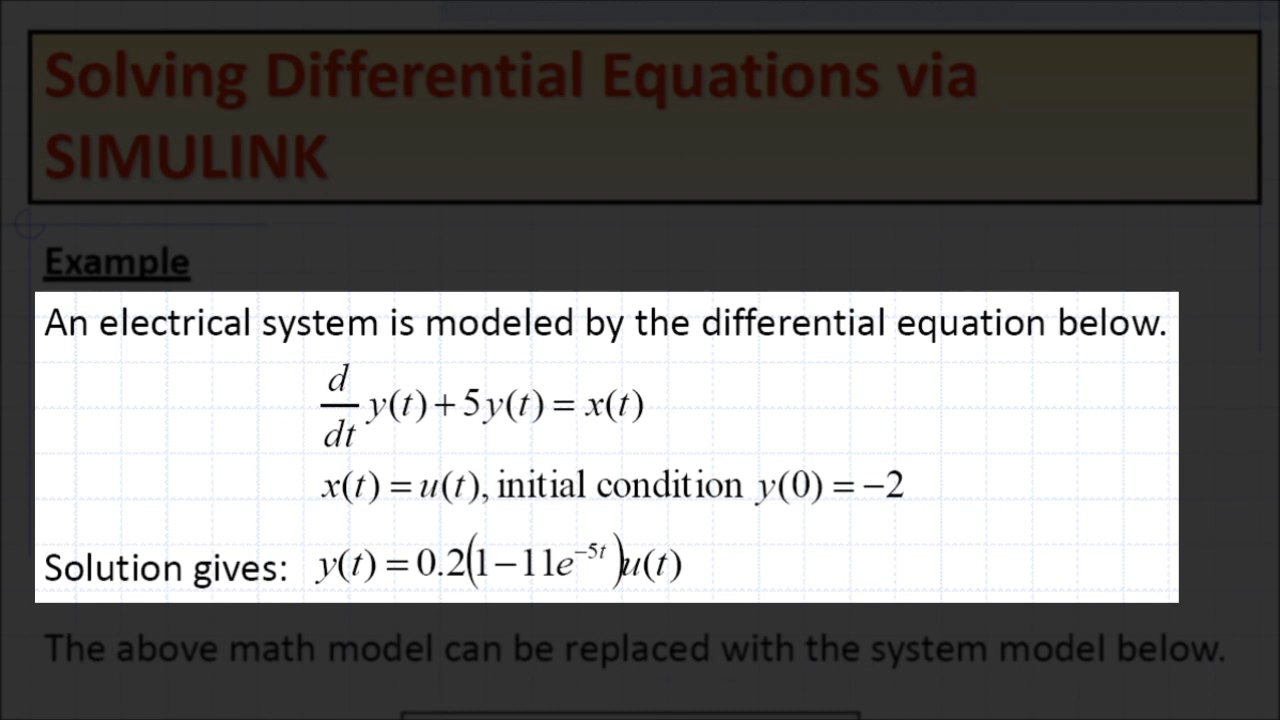 Solving Differential Equations via
SIMULINK
Example
An electrical system is modeled by the differential equation below.
d/dt y(t) + 5y(t) = x(t)
x(t) = u(t), initial condition y(0) = −2
Solution gives: y(t) = 0.2(1−11e^{−5t})u(t)
The above math model can be replaced with the system model below.